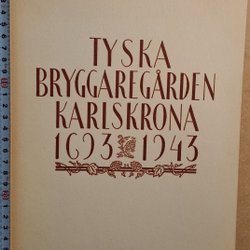 TYSKA
BRYGGAREGÅRDEN
KARLSKRONA
1693 1943